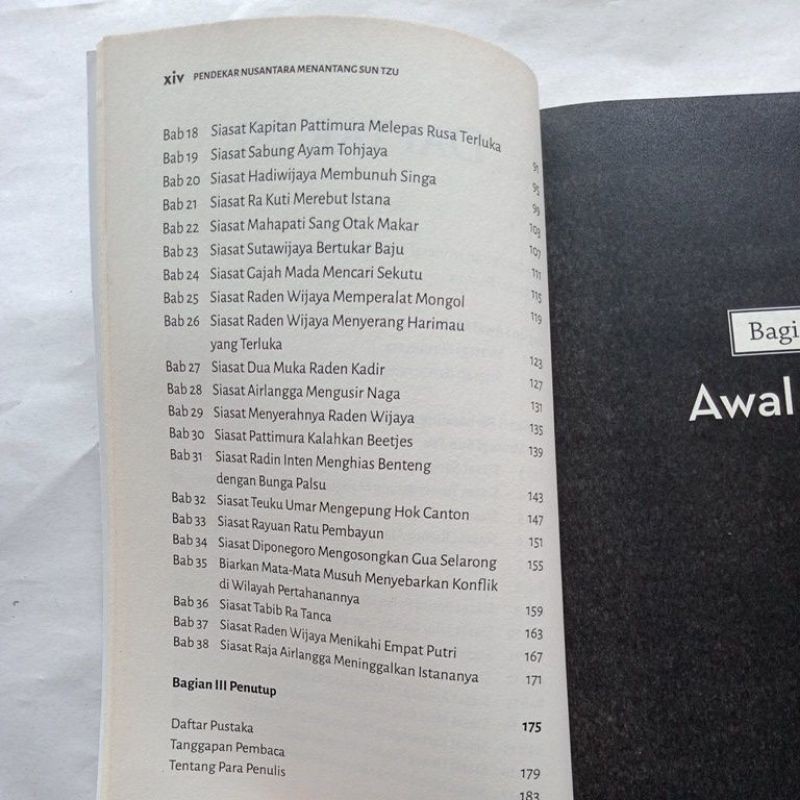 xiv PENDEKAR NUSANTARA MENANTANG SUN TZU
Bab 18 Siasat Kapitan Pattimura Melepas Rusa Terluka 91
Bab 19 Siasat Sabung Ayam Tohjaya 95
Bab 20 Siasat Hadiwijaya Membunuh Singa 99
Bab 21 Siasat Ra Kuti Merebut Istana 103
Bab 22 Siasat Mahapati Sang Otak Makar 107
Bab 23 Siasat Sutawijaya Bertukar Baju 111
Bab 24 Siasat Gajah Mada Mencari Sekutu 115
Bab 25 Siasat Raden Wijaya Memperalat Mongol 119
Bab 26 Siasat Raden Wijaya Menyerang Harimau
yang Terluka 123
Bab 27 Siasat Dua Muka Raden Kadir 127
Bab 28 Siasat Airlangga Mengusir Naga 131
Bab 29 Siasat Menyerahnya Raden Wijaya 135
Bab 30 Siasat Pattimura Kalahkan Beetjes 139
Bab 31 Siasat Radin Inten Menghias Benteng
dengan Bunga Palsu 143
Bab 32 Siasat Teuku Umar Mengepung Hok Canton 147
Bab 33 Siasat Rayuan Ratu Pembayun 151
Bab 34 Siasat Diponegoro Mengosongkan Gua Selarong 155
Bab 35 Biarkan Mata-Mata Musuh Menyebarkan Konflik
di Wilayah Pertahanannya 159
Bab 36 Siasat Tabib Ra Tanca 163
Bab 37 Siasat Raden Wijaya Menikahi Empat Putri 167
Bab 38 Siasat Raja Airlangga Meninggalkan Istananya 171
Bagian III Penutup 175
Daftar Pustaka 179
Tanggapan Pembaca 183
Tentang Para Penulis
Bagi
Awal